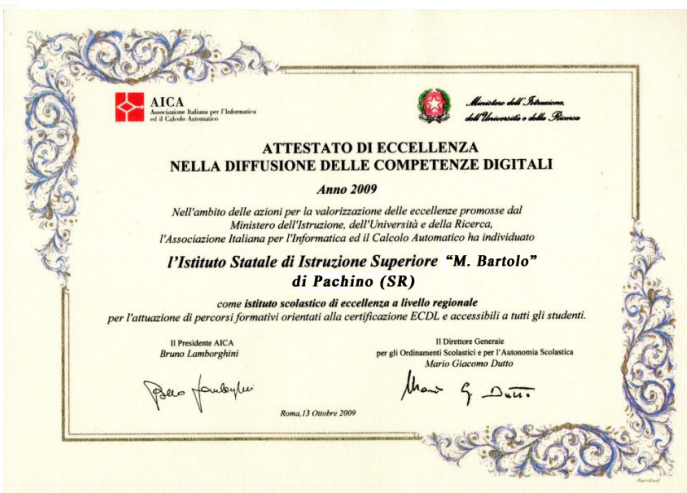 AICA
Associazione Italiana per l'Informatica
ed il Calcolo Automatico
Ministero dell'Istruzione,
dell'Università e della Ricerca
ATTESTATO DI ECCELLENZA
NELLA DIFFUSIONE DELLE COMPETENZE DIGITALI
Anno 2009
Nell'ambito delle azioni per la valorizzazione delle eccellenze promosse dal
Ministero dell'Istruzione, dell'Università e della Ricerca,
l'Associazione Italiana per l'Informatica ed il Calcolo Automatico ha individuato
l'Istituto Statale di Istruzione Superiore “M. Bartolo”
di Pachino (SR)
come istituto scolastico di eccellenza a livello regionale
per l'attuazione di percorsi formativi orientati alla certificazione ECDL e accessibili a tutti gli studenti.
Il Presidente AICA
Bruno Lamborghini
Il Direttore Generale
per gli Ordinamenti Scolastici e per l'Autonomia Scolastica
Mario Giacomo Dutto
Bruno Lamborghini
Mario G. Dutto
Roma,13 Ottobre 2009